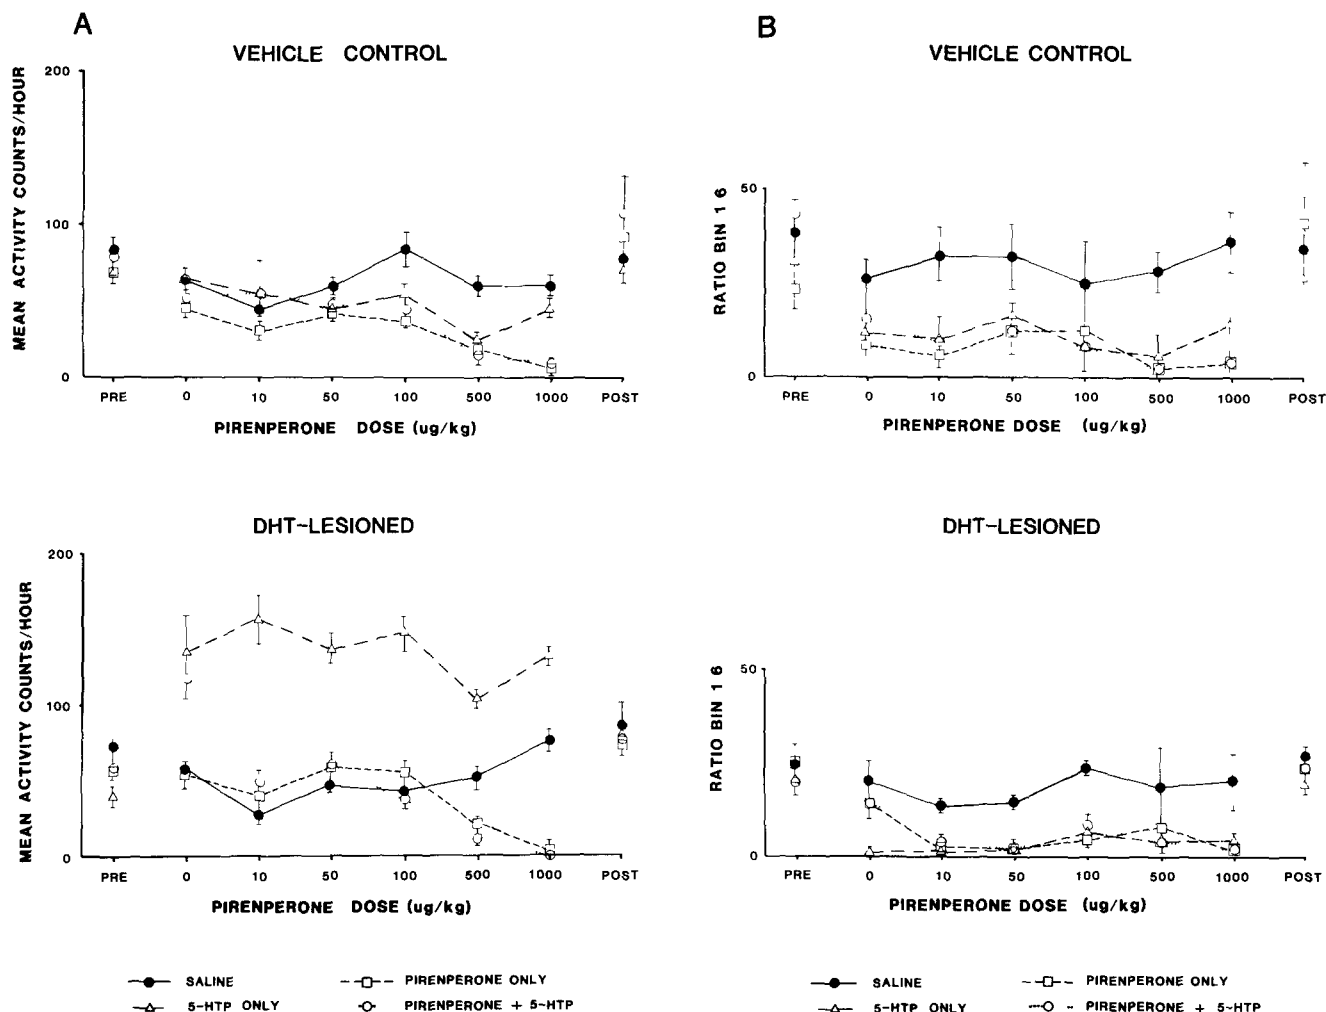 A
VEHICLE CONTROL
MEAN ACTIVITY COUNTS/HOUR
200
100
0
PRE 0 10 50 100 500 1000 POST
PIRENPERONE DOSE (ug/kg)
B
VEHICLE CONTROL
RATIO BIN 1 6
50
0
PRE 0 10 50 100 500 1000 POST
PIRENPERONE DOSE (ug/kg)
DHT-LESIONED
MEAN ACTIVITY COUNTS/HOUR
200
100
0
PRE 0 10 50 100 500 1000 POST
PIRENPERONE DOSE (ug/kg)
DHT-LESIONED
RATIO BIN 1 6
50
0
PRE 0 10 50 100 500 1000 POST
PIRENPERONE DOSE (ug/kg)
SALINE PIRENPERONE ONLY
5-HTP ONLY PIRENPERONE + 5-HTP
SALINE PIRENPERONE ONLY
5-HTP ONLY PIRENPERONE + 5-HTP